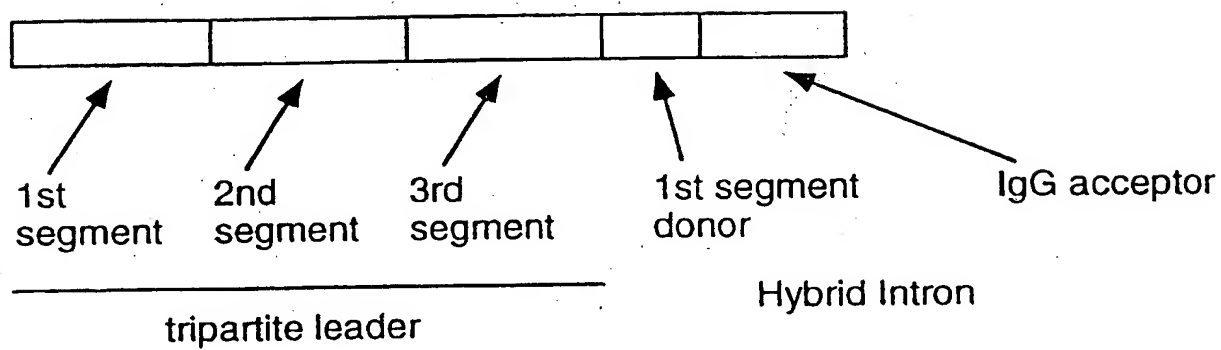 1st
segment
2nd
segment
3rd
segment
1st segment
donor
IgG acceptor
tripartite leader
Hybrid Intron